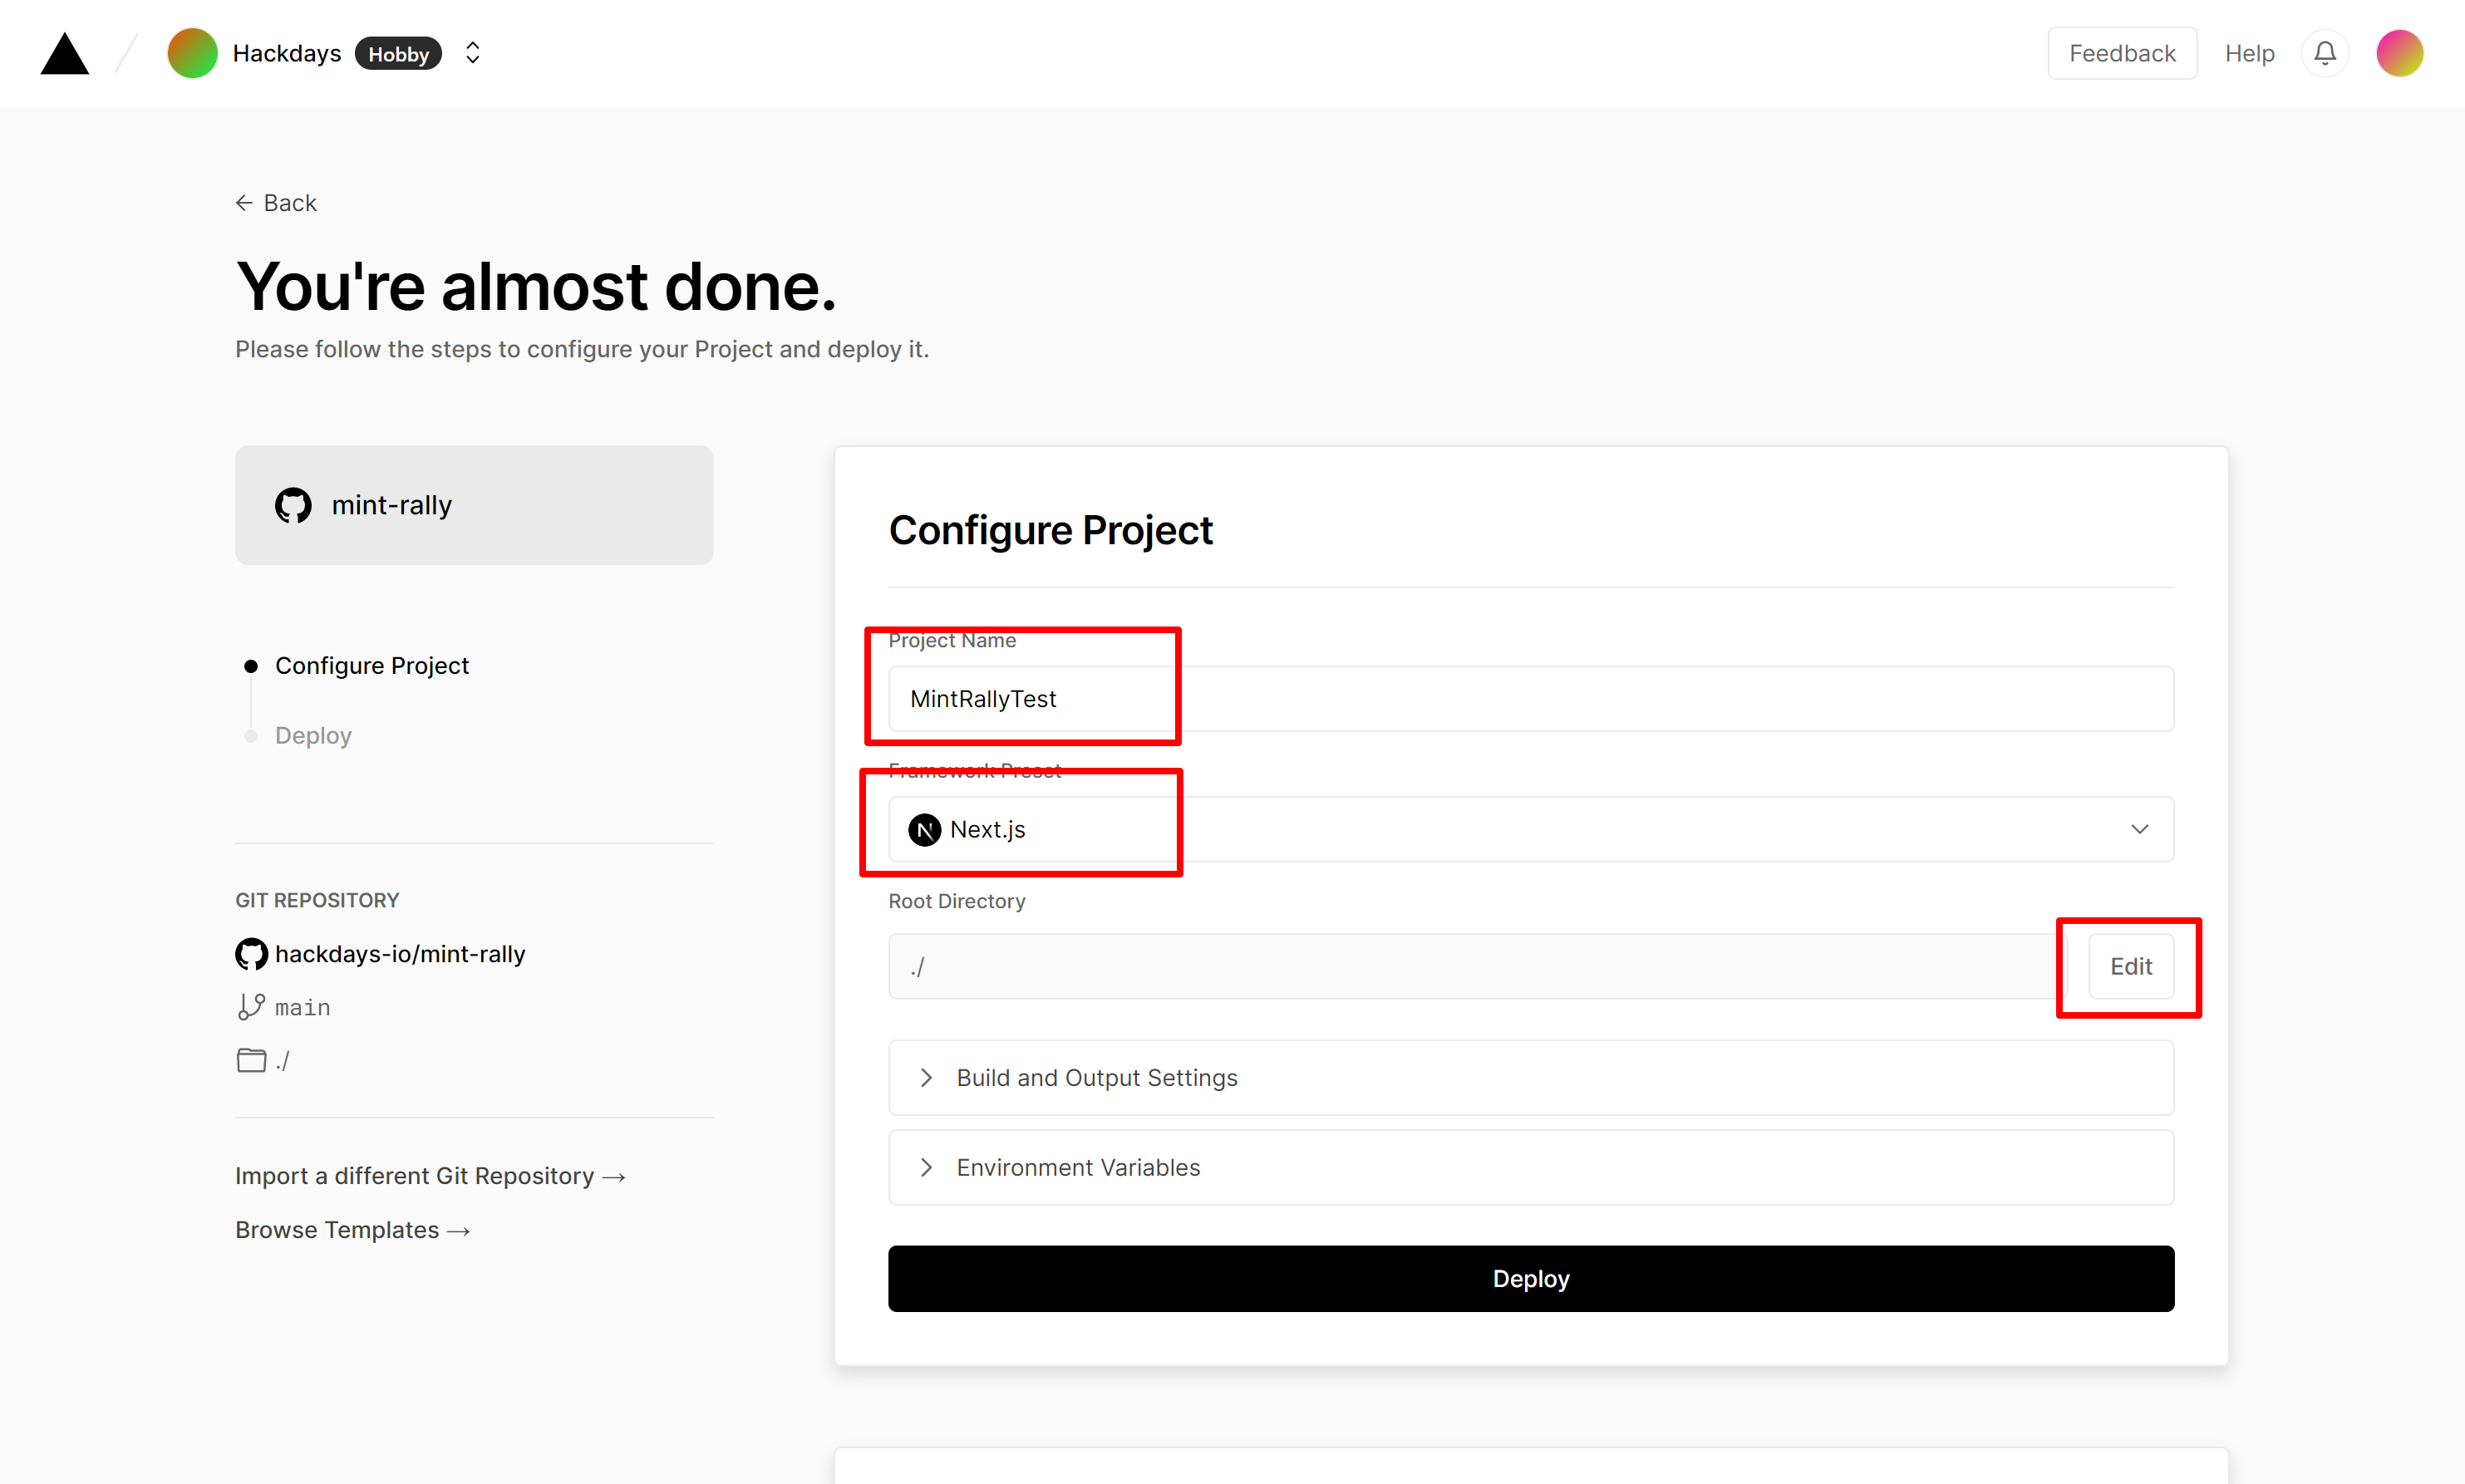 Hackdays Hobby
Feedback Help
← Back
You're almost done.
Please follow the steps to configure your Project and deploy it.
mint-rally
Configure Project
Deploy
GIT REPOSITORY
hackdays-io/mint-rally
main
./
Import a different Git Repository →
Browse Templates →
Configure Project
Project Name
MintRallyTest
Framework Preset
Next.js
Root Directory
./
Edit
Build and Output Settings
Environment Variables
Deploy